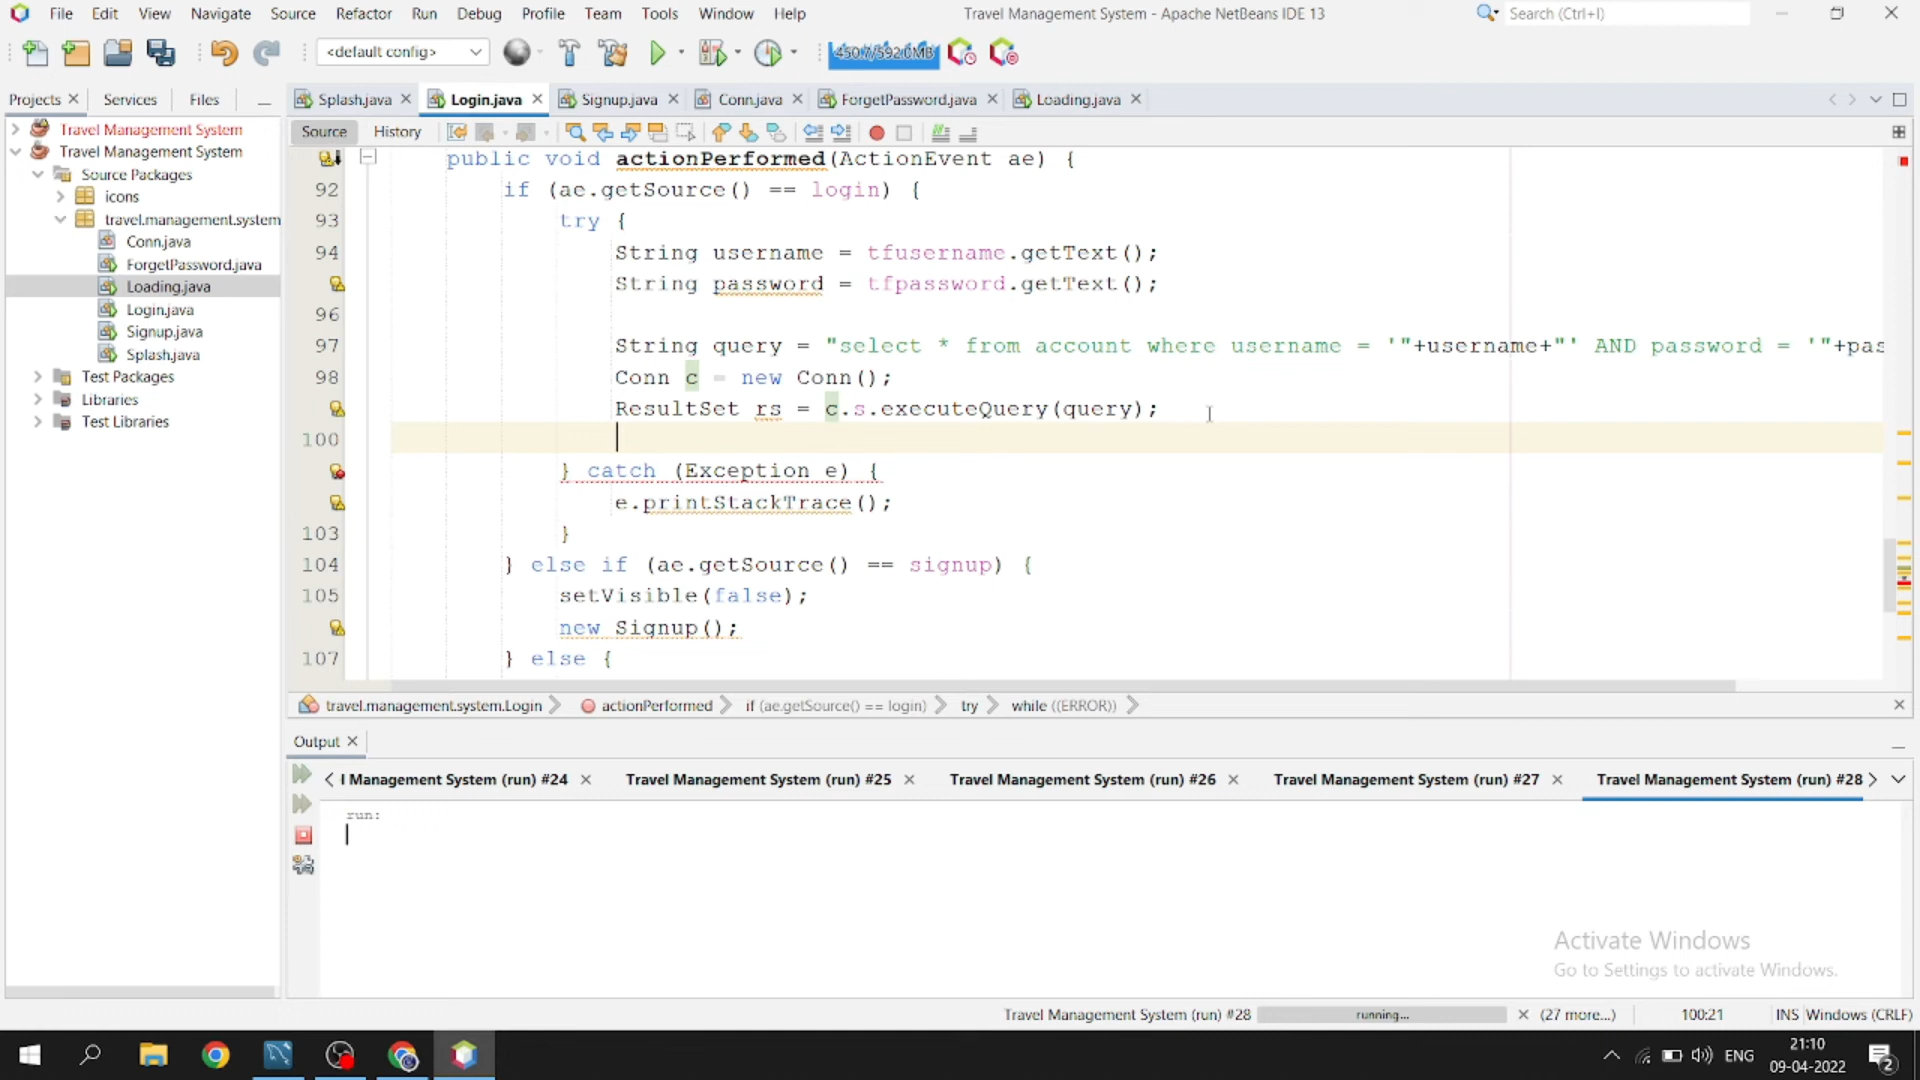 File Edit View Navigate Source Refactor Run Debug Profile Team Tools Window Help
Travel Management System - Apache NetBeans IDE 13
Search (Ctrl+I)
<default config>
450.7/592.0MB
Projects Services Files
Splash.java Login.java Signup.java Conn.java ForgetPassword.java Loading.java
Source History
Travel Management System
Travel Management System
Source Packages
icons
travel.management.system
Conn.java
ForgetPassword.java
Loading.java
Login.java
Signup.java
Splash.java
Test Packages
Libraries
Test Libraries
public void actionPerformed(ActionEvent ae) {
92 if (ae.getSource() == login) {
93 try {
94 String username = tfusername.getText();
String password = tfpassword.getText();
96
97 String query = "select * from account where username = '"+username+"' AND password = '"+pas
98 Conn c = new Conn();
ResultSet rs = c.s.executeQuery(query);
100
} catch (Exception e) {
e.printStackTrace();
103 }
104 } else if (ae.getSource() == signup) {
105 setVisible(false);
new Signup();
107 } else {
travel.management.system.Login actionPerformed if (ae.getSource() == login) try while ((ERROR))
Output
l Management System (run) #24 Travel Management System (run) #25 Travel Management System (run) #26 Travel Management System (run) #27 Travel Management System (run) #28
run:
Activate Windows
Go to Settings to activate Windows.
Travel Management System (run) #28 running... (27 more...) 100:21 INS Windows (CRLF)
ENG
21:10
09-04-2022
2